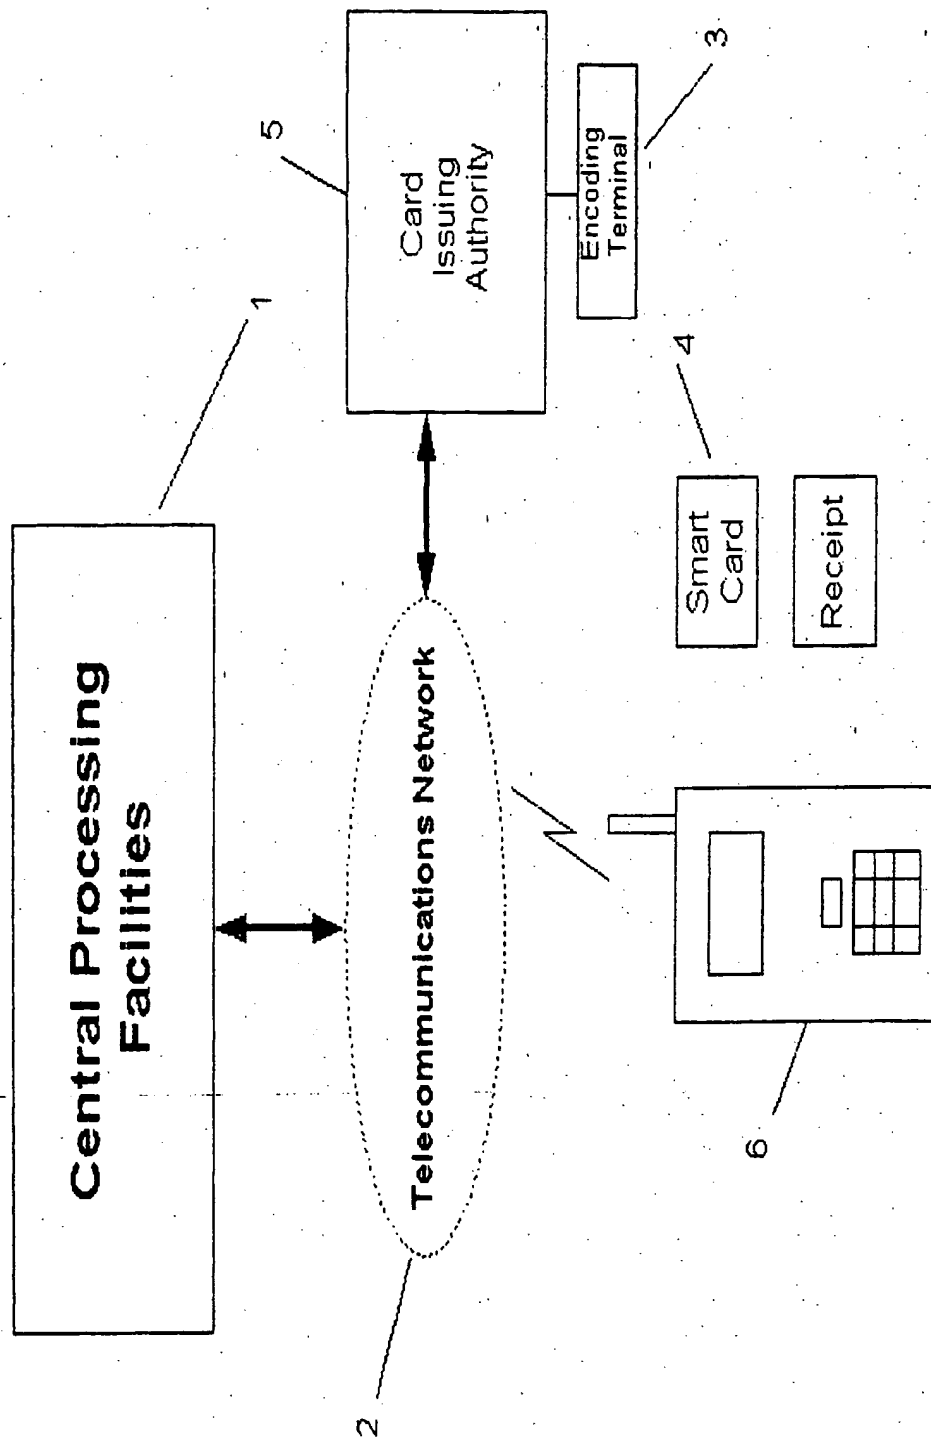 Central Processing
Facilities
1
Telecommunications Network
2
5
Card
Issuing
Authority
Encoding
Terminal
3
4
Smart
Card
Receipt
6